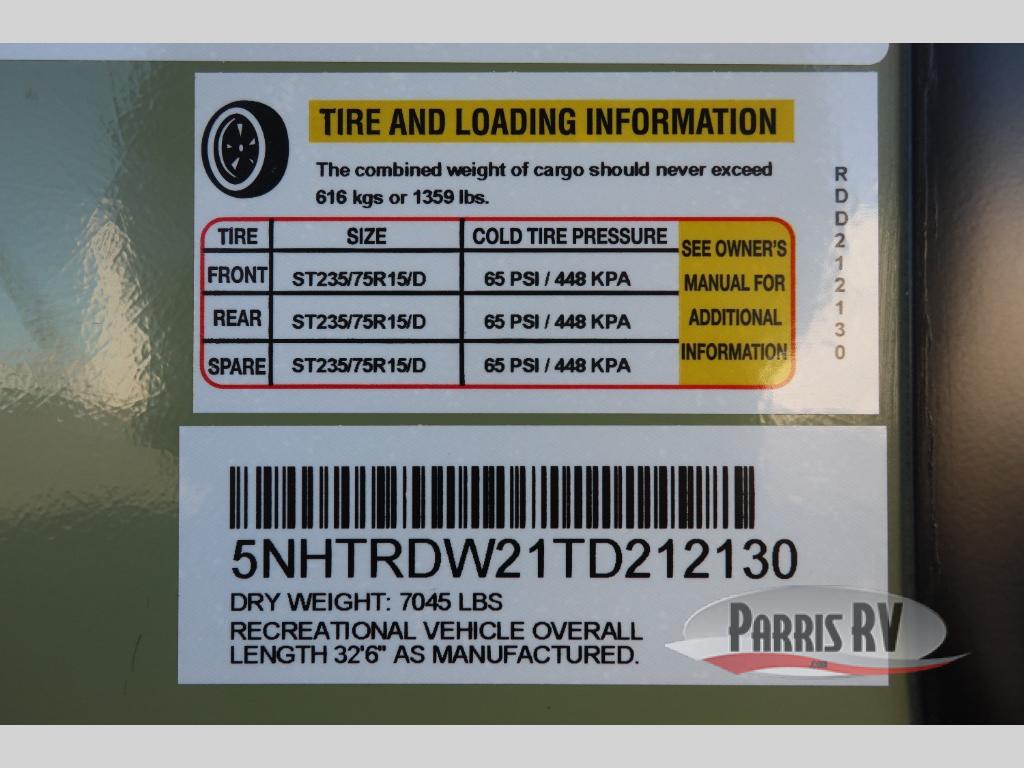 TIRE AND LOADING INFORMATION
The combined weight of cargo should never exceed
616 kgs or 1359 lbs.
TIRE SIZE COLD TIRE PRESSURE
FRONT ST235/75R15/D 65 PSI / 448 KPA
REAR ST235/75R15/D 65 PSI / 448 KPA
SPARE ST235/75R15/D 65 PSI / 448 KPA
SEE OWNER'S
MANUAL FOR
ADDITIONAL
INFORMATION
RDD212130
5NHTRDW21TD212130
DRY WEIGHT: 7045 LBS
RECREATIONAL VEHICLE OVERALL
LENGTH 32'6" AS MANUFACTURED.
PARRIS RV
.com